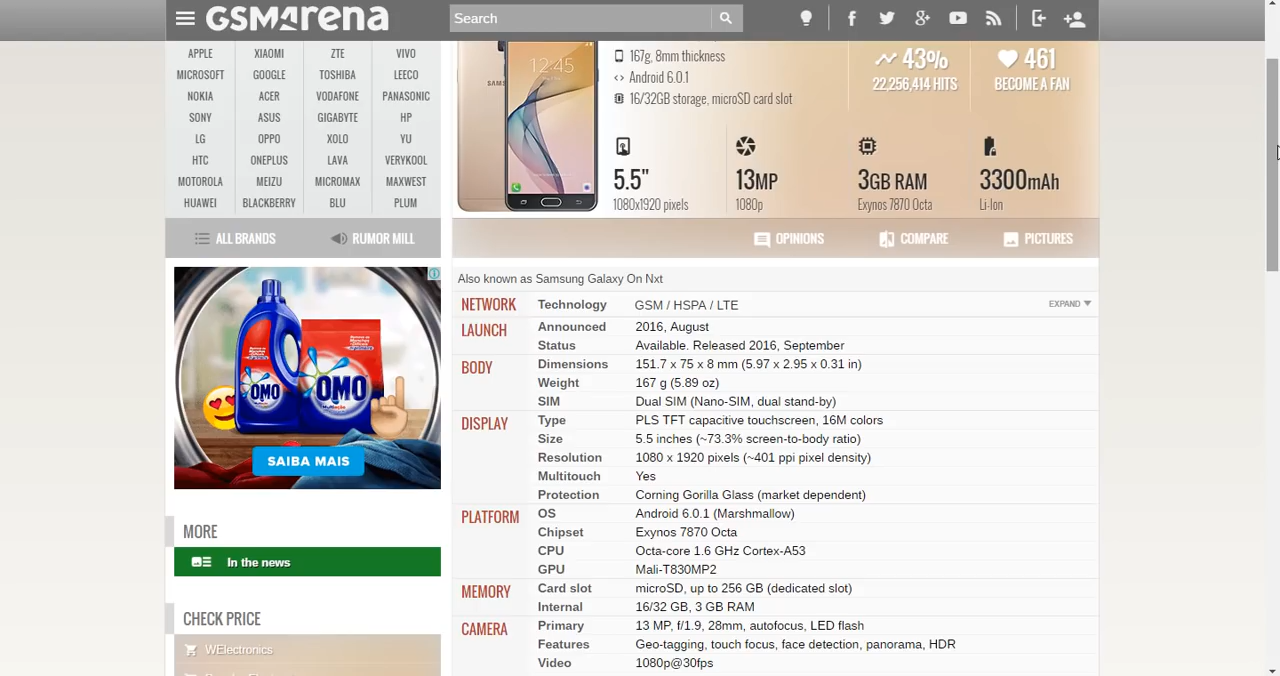 GSMArena
Search
APPLE XIAOMI ZTE VIVO
MICROSOFT GOOGLE TOSHIBA LEECO
NOKIA ACER VODAFONE PANASONIC
SONY ASUS GIGABYTE HP
LG OPPO XOLO YU
HTC ONEPLUS LAVA VERYKOOL
MOTOROLA MEIZU MICROMAX MAXWEST
HUAWEI BLACKBERRY BLU PLUM
ALL BRANDS RUMOR MILL
12:45
167g, 8mm thickness
Android 6.0.1
16/32GB storage, microSD card slot
43%
22,256,414 HITS
461
BECOME A FAN
5.5"
1080x1920 pixels
13MP
1080p
3GB RAM
Exynos 7870 Octa
3300mAh
Li-Ion
OPINIONS COMPARE PICTURES
OMO
OMO
SAIBA MAIS
MORE
In the news
CHECK PRICE
WElectronics
Also known as Samsung Galaxy On Nxt
NETWORK Technology GSM / HSPA / LTE EXPAND ▼
LAUNCH Announced 2016, August
Status Available. Released 2016, September
BODY Dimensions 151.7 x 75 x 8 mm (5.97 x 2.95 x 0.31 in)
Weight 167 g (5.89 oz)
SIM Dual SIM (Nano-SIM, dual stand-by)
DISPLAY Type PLS TFT capacitive touchscreen, 16M colors
Size 5.5 inches (~73.3% screen-to-body ratio)
Resolution 1080 x 1920 pixels (~401 ppi pixel density)
Multitouch Yes
Protection Corning Gorilla Glass (market dependent)
PLATFORM OS Android 6.0.1 (Marshmallow)
Chipset Exynos 7870 Octa
CPU Octa-core 1.6 GHz Cortex-A53
GPU Mali-T830MP2
MEMORY Card slot microSD, up to 256 GB (dedicated slot)
Internal 16/32 GB, 3 GB RAM
CAMERA Primary 13 MP, f/1.9, 28mm, autofocus, LED flash
Features Geo-tagging, touch focus, face detection, panorama, HDR
Video 1080p@30fps